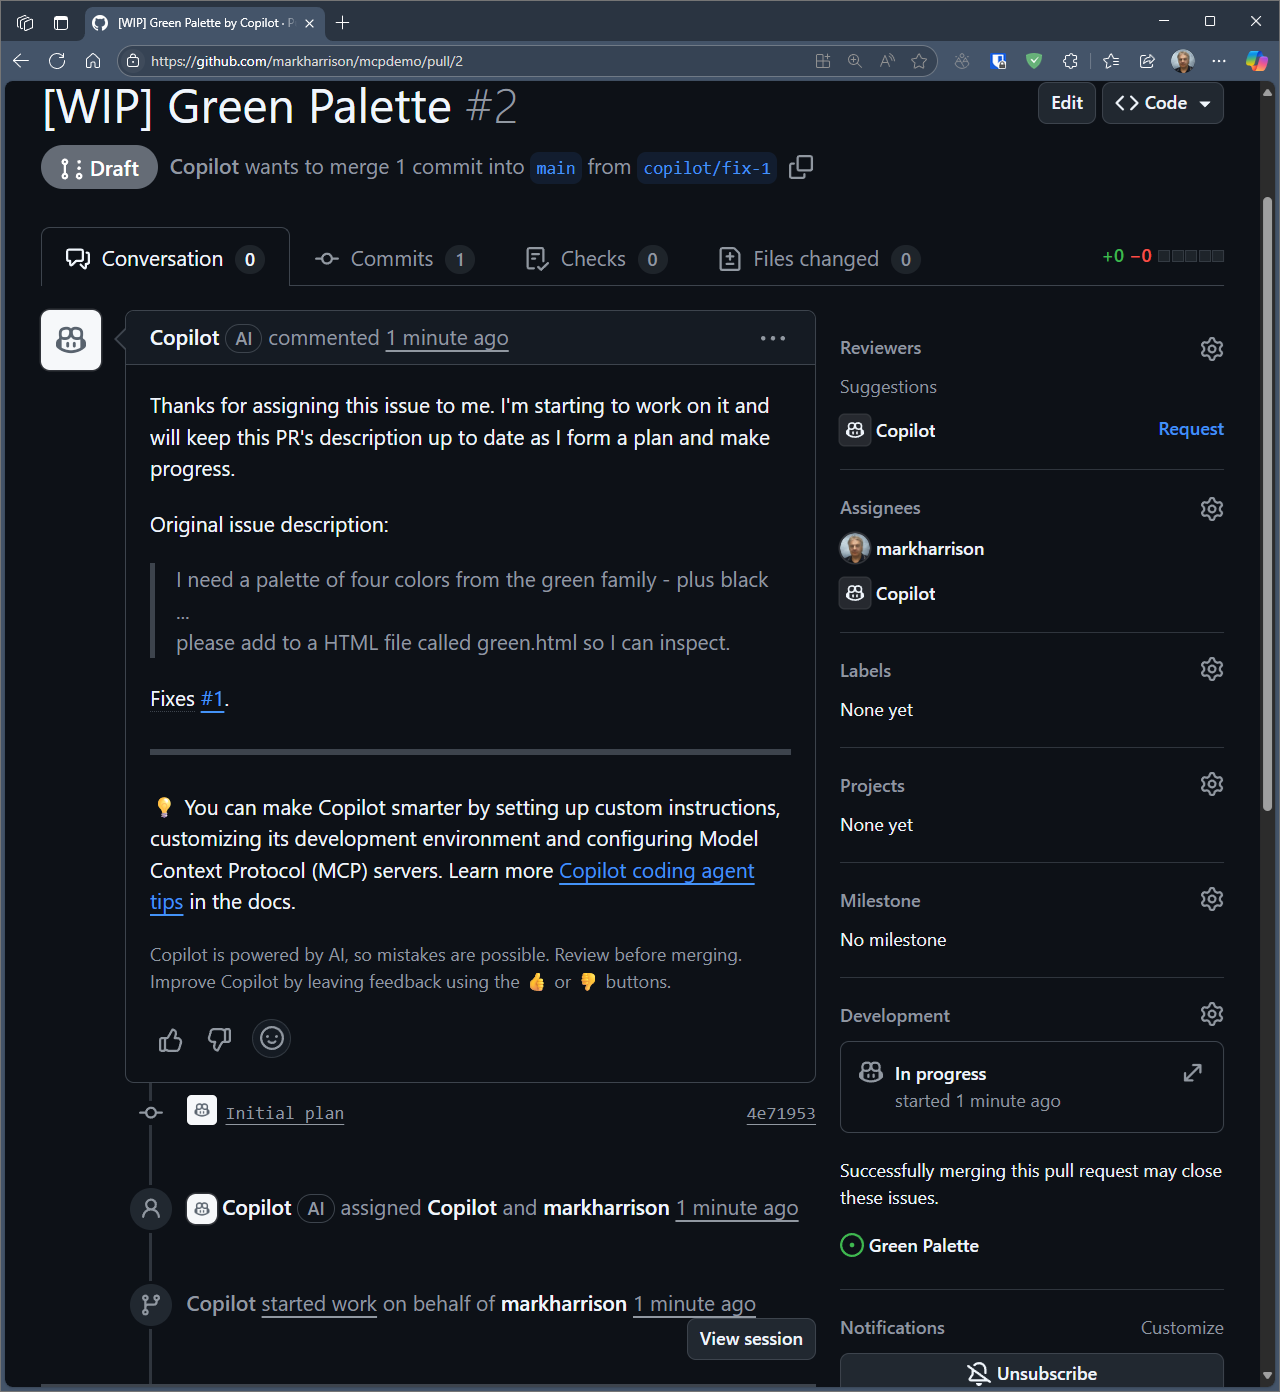 [WIP] Green Palette by Copilot · P
https://github.com/markharrison/mcpdemo/pull/2
[WIP] Green Palette #2
Edit
<> Code
Draft
Copilot wants to merge 1 commit into main from copilot/fix-1
Conversation 0
Commits 1
Checks 0
Files changed 0
+0 −0
Copilot AI commented 1 minute ago
Thanks for assigning this issue to me. I'm starting to work on it and
will keep this PR's description up to date as I form a plan and make
progress.
Original issue description:
I need a palette of four colors from the green family - plus black
...
please add to a HTML file called green.html so I can inspect.
Fixes #1.
💡 You can make Copilot smarter by setting up custom instructions,
customizing its development environment and configuring Model
Context Protocol (MCP) servers. Learn more Copilot coding agent
tips in the docs.
Copilot is powered by AI, so mistakes are possible. Review before merging.
Improve Copilot by leaving feedback using the 👍 or 👎 buttons.
Initial plan 4e71953
Copilot AI assigned Copilot and markharrison 1 minute ago
Copilot started work on behalf of markharrison 1 minute ago
View session
Reviewers
Suggestions
Copilot Request
Assignees
markharrison
Copilot
Labels
None yet
Projects
None yet
Milestone
No milestone
Development
In progress
started 1 minute ago
Successfully merging this pull request may close
these issues.
Green Palette
Notifications Customize
Unsubscribe